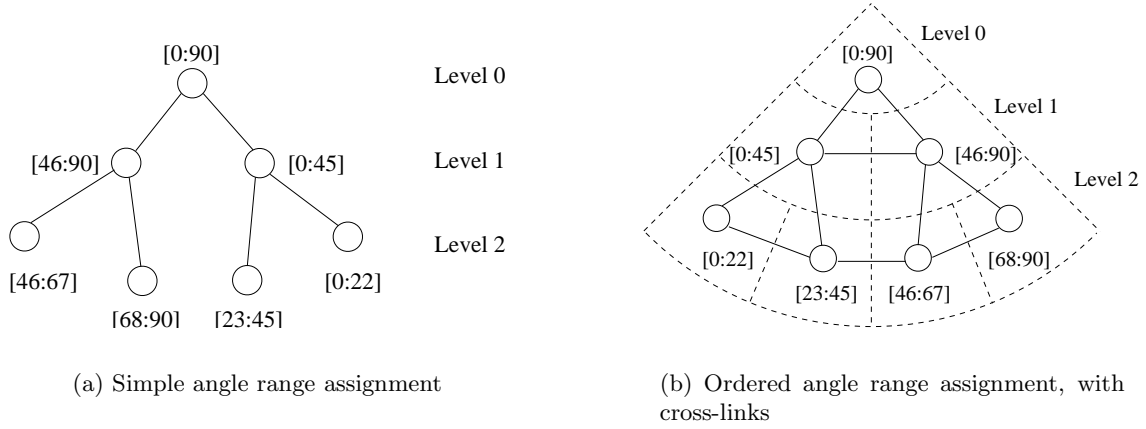 [0:90]
Level 0
[46:90]
[0:45]
Level 1
Level 2
[46:67]
[0:22]
[68:90]
[23:45]
(a) Simple angle range assignment
Level 0
[0:90]
Level 1
[0:45]
[46:90]
Level 2
[0:22]
[68:90]
[23:45]
[46:67]
(b) Ordered angle range assignment, with
cross-links